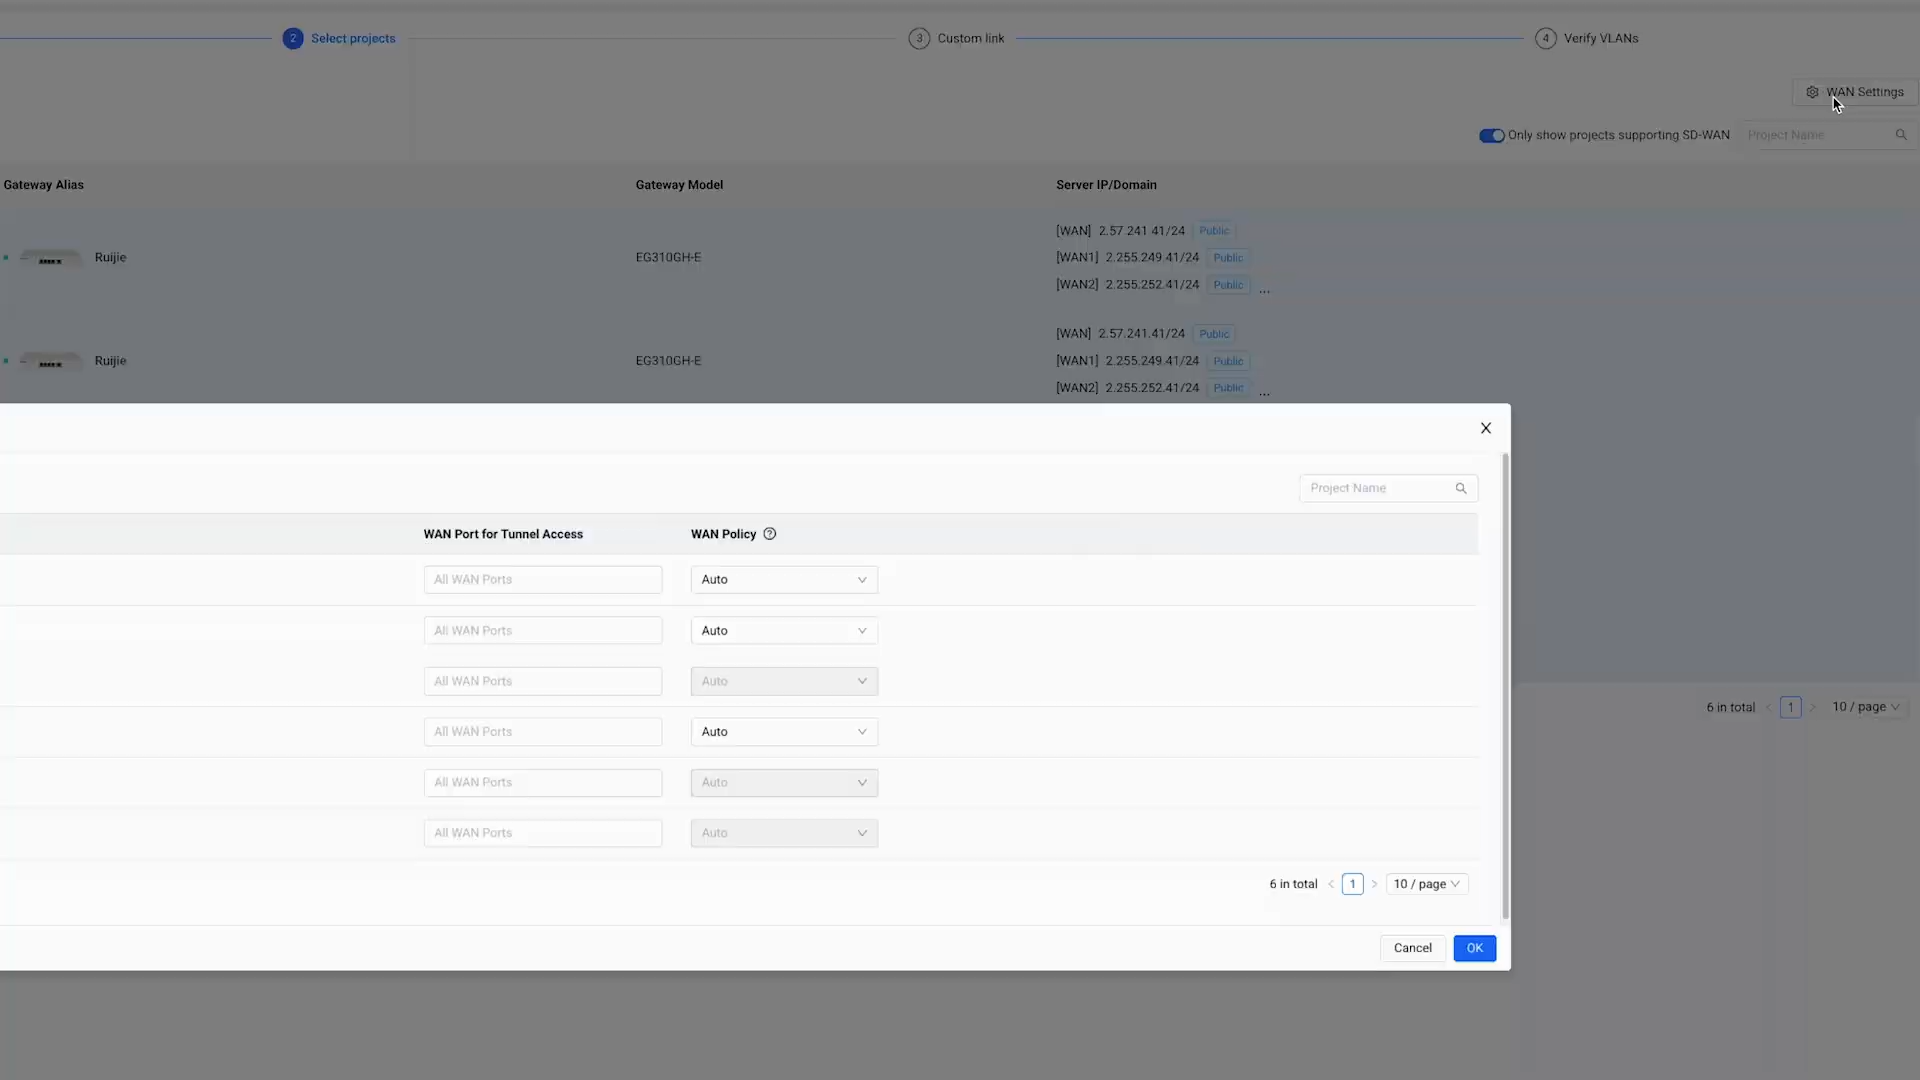 2 Select projects
3 Custom link
4 Verify VLANs
WAN Settings
Only show projects supporting SD-WAN
Project Name
Gateway Alias
Gateway Model
Server IP/Domain
[WAN] 2.57.241 41/24 Public
Ruijie
EG310GH-E
[WAN1] 2.255.249.41/24 Public
[WAN2] 2.255.252.41/24 Public ...
[WAN] 2.57.241.41/24 Public
Ruijie
EG310GH-E
[WAN1] 2.255.249.41/24 Public
[WAN2] 2.255.252.41/24 Public ...
X
Project Name
WAN Port for Tunnel Access
WAN Policy ?
All WAN Ports
Auto
All WAN Ports
Auto
All WAN Ports
Auto
All WAN Ports
Auto
All WAN Ports
Auto
All WAN Ports
Auto
6 in total < 1 > 10 / page
6 in total < 1 > 10 / page
Cancel
OK